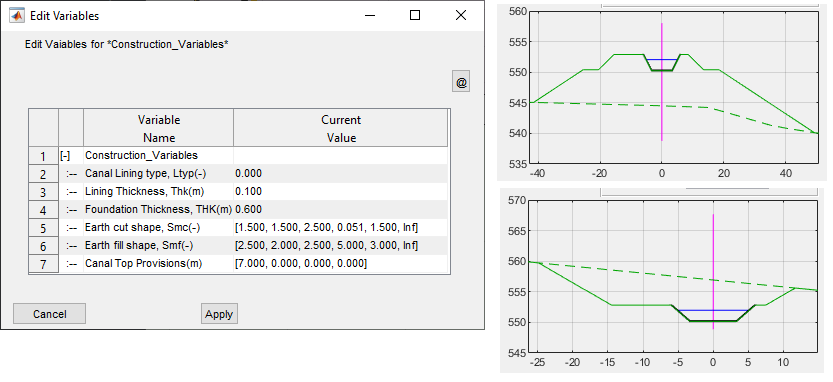 Edit Variables
Edit Vaiables for *Construction_Variables*
@
Variable Name Current Value
1 [-] Construction_Variables
2 :-- Canal Lining type, Ltyp(-) 0.000
3 :-- Lining Thickness, Thk(m) 0.100
4 :-- Foundation Thickness, THK(m) 0.600
5 :-- Earth cut shape, Smc(-) [1.500, 1.500, 2.500, 0.051, 1.500, Inf]
6 :-- Earth fill shape, Smf(-) [2.500, 2.000, 2.500, 5.000, 3.000, Inf]
7 :-- Canal Top Provisions(m) [7.000, 0.000, 0.000, 0.000]
Cancel Apply
560
555
550
545
540
535
-40 -20 0 20 40
570
565
560
555
550
545
-25 -20 -15 -10 -5 0 5 10